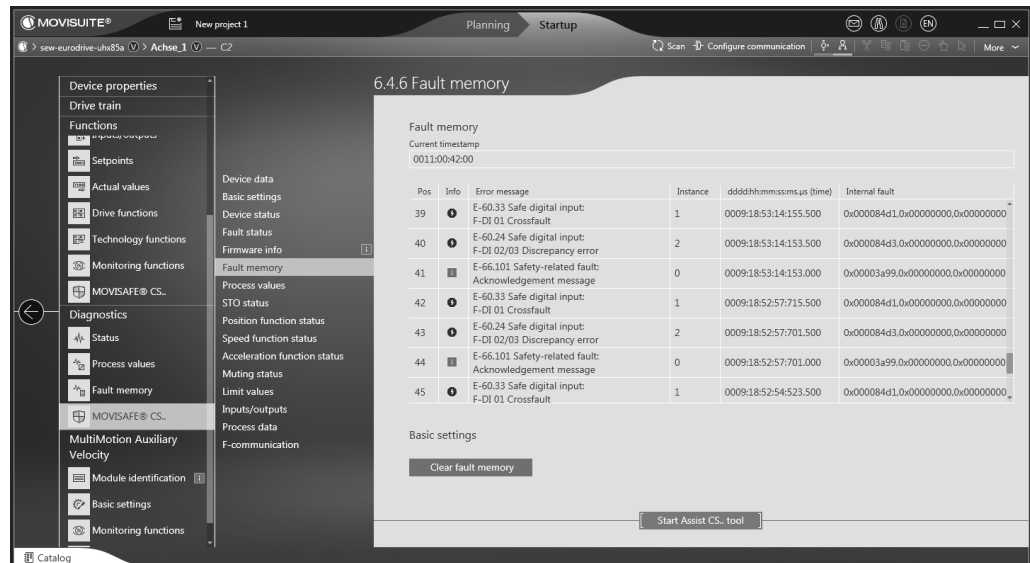 MOVISUITE® New project 1 Planning Startup EN
> sew-eurodrive-uhx85a V > Achse_1 V — C2 Scan Configure communication More
Device properties
Drive train
Functions
Inputs/outputs
Setpoints
Actual values
Drive functions
Technology functions
Monitoring functions
MOVISAFE® CS..
Diagnostics
Status
Process values
Fault memory
MOVISAFE® CS..
MultiMotion Auxiliary
Velocity
Module identification i
Basic settings
Monitoring functions
Catalog
Device data
Basic settings
Device status
Fault status
Firmware info i
Fault memory
Process values
STO status
Position function status
Speed function status
Acceleration function status
Muting status
Limit values
Inputs/outputs
Process data
F-communication
6.4.6 Fault memory
Fault memory
Current timestamp
0011:00:42:00
Pos Info Error message Instance dddd:hh:mm:ss:ms.µs (time) Internal fault
39 E-60.33 Safe digital input: 1 0009:18:53:14:155.500 0x000084d1,0x00000000,0x00000000
F-DI 01 Crossfault
40 E-60.24 Safe digital input: 2 0009:18:53:14:153.500 0x000084d3,0x00000000,0x00000000
F-DI 02/03 Discrepancy error
41 i E-66.101 Safety-related fault: 0 0009:18:53:14:153.000 0x00003a99,0x00000000,0x00000000
Acknowledgement message
42 E-60.33 Safe digital input: 1 0009:18:52:57:715.500 0x000084d1,0x00000000,0x00000000
F-DI 01 Crossfault
43 E-60.24 Safe digital input: 2 0009:18:52:57:701.500 0x000084d3,0x00000000,0x00000000
F-DI 02/03 Discrepancy error
44 i E-66.101 Safety-related fault: 0 0009:18:52:57:701.000 0x00003a99,0x00000000,0x00000000
Acknowledgement message
45 E-60.33 Safe digital input: 1 0009:18:52:54:523.500 0x000084d1,0x00000000,0x00000000
F-DI 01 Crossfault
Basic settings
Clear fault memory
Start Assist CS.. tool